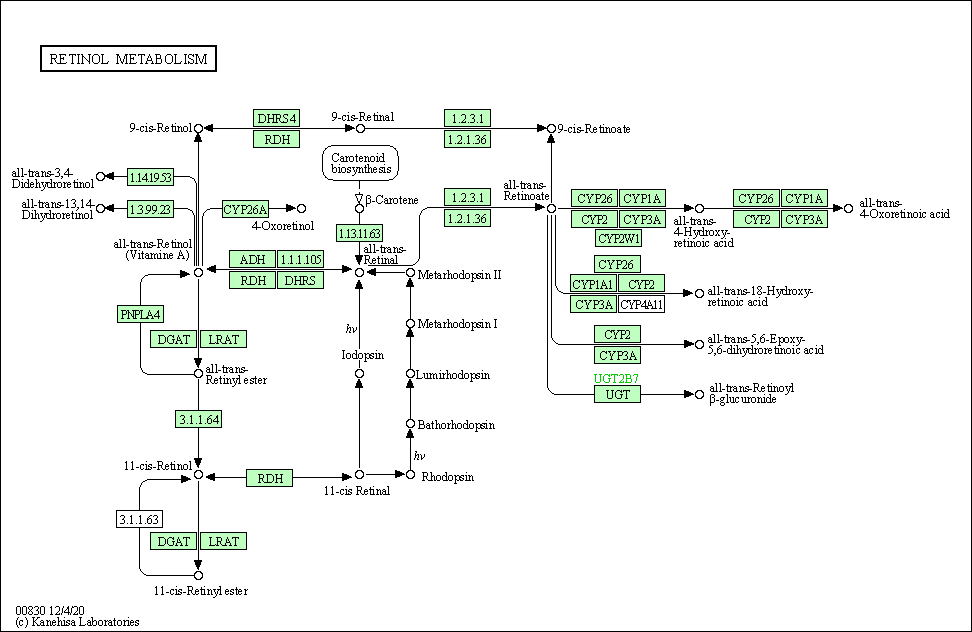 RETINOL METABOLISM
9-cis-Retinol
DHRS4
RDH
9-cis-Retinal
1.2.3.1
1.2.1.36
9-cis-Retinoate
Carotenoid
biosynthesis
all-trans-3,4-
Didehydroretinol
1.14.19.53
all-trans-13,14-
Dihydroretinol
1.3.99.23
CYP26A
4-Oxoretinol
β-Carotene
1.13.11.63
all-trans-
Retinal
1.2.3.1
1.2.1.36
all-trans-
Retinoate
CYP26
CYP1A
CYP2
CYP3A
CYP2W1
all-trans-
4-Hydroxy-
retinoic acid
CYP26
CYP1A
CYP2
CYP3A
all-trans-
4-Oxoretinoic acid
all-trans-Retinol
(Vitamine A)
ADH
1.1.1.105
RDH
DHRS
Metarhodopsin II
CYP26
CYP1A1
CYP2
CYP3A
CYP4A11
all-trans-18-Hydroxy-
retinoic acid
PNPLA4
DGAT
LRAT
hν
Iodopsin
Metarhodopsin I
CYP2
CYP3A
all-trans-5,6-Epoxy-
5,6-dihydroretinoic acid
all-trans-
Retinyl ester
Lumirhodopsin
UGT2B7
UGT
all-trans-Retinoyl
β-glucuronide
3.1.1.64
Bathorhodopsin
hν
11-cis-Retinol
RDH
11-cis Retinal
Rhodopsin
3.1.1.63
DGAT
LRAT
11-cis-Retinyl ester
00830 12/4/20
(c) Kanehisa Laboratories